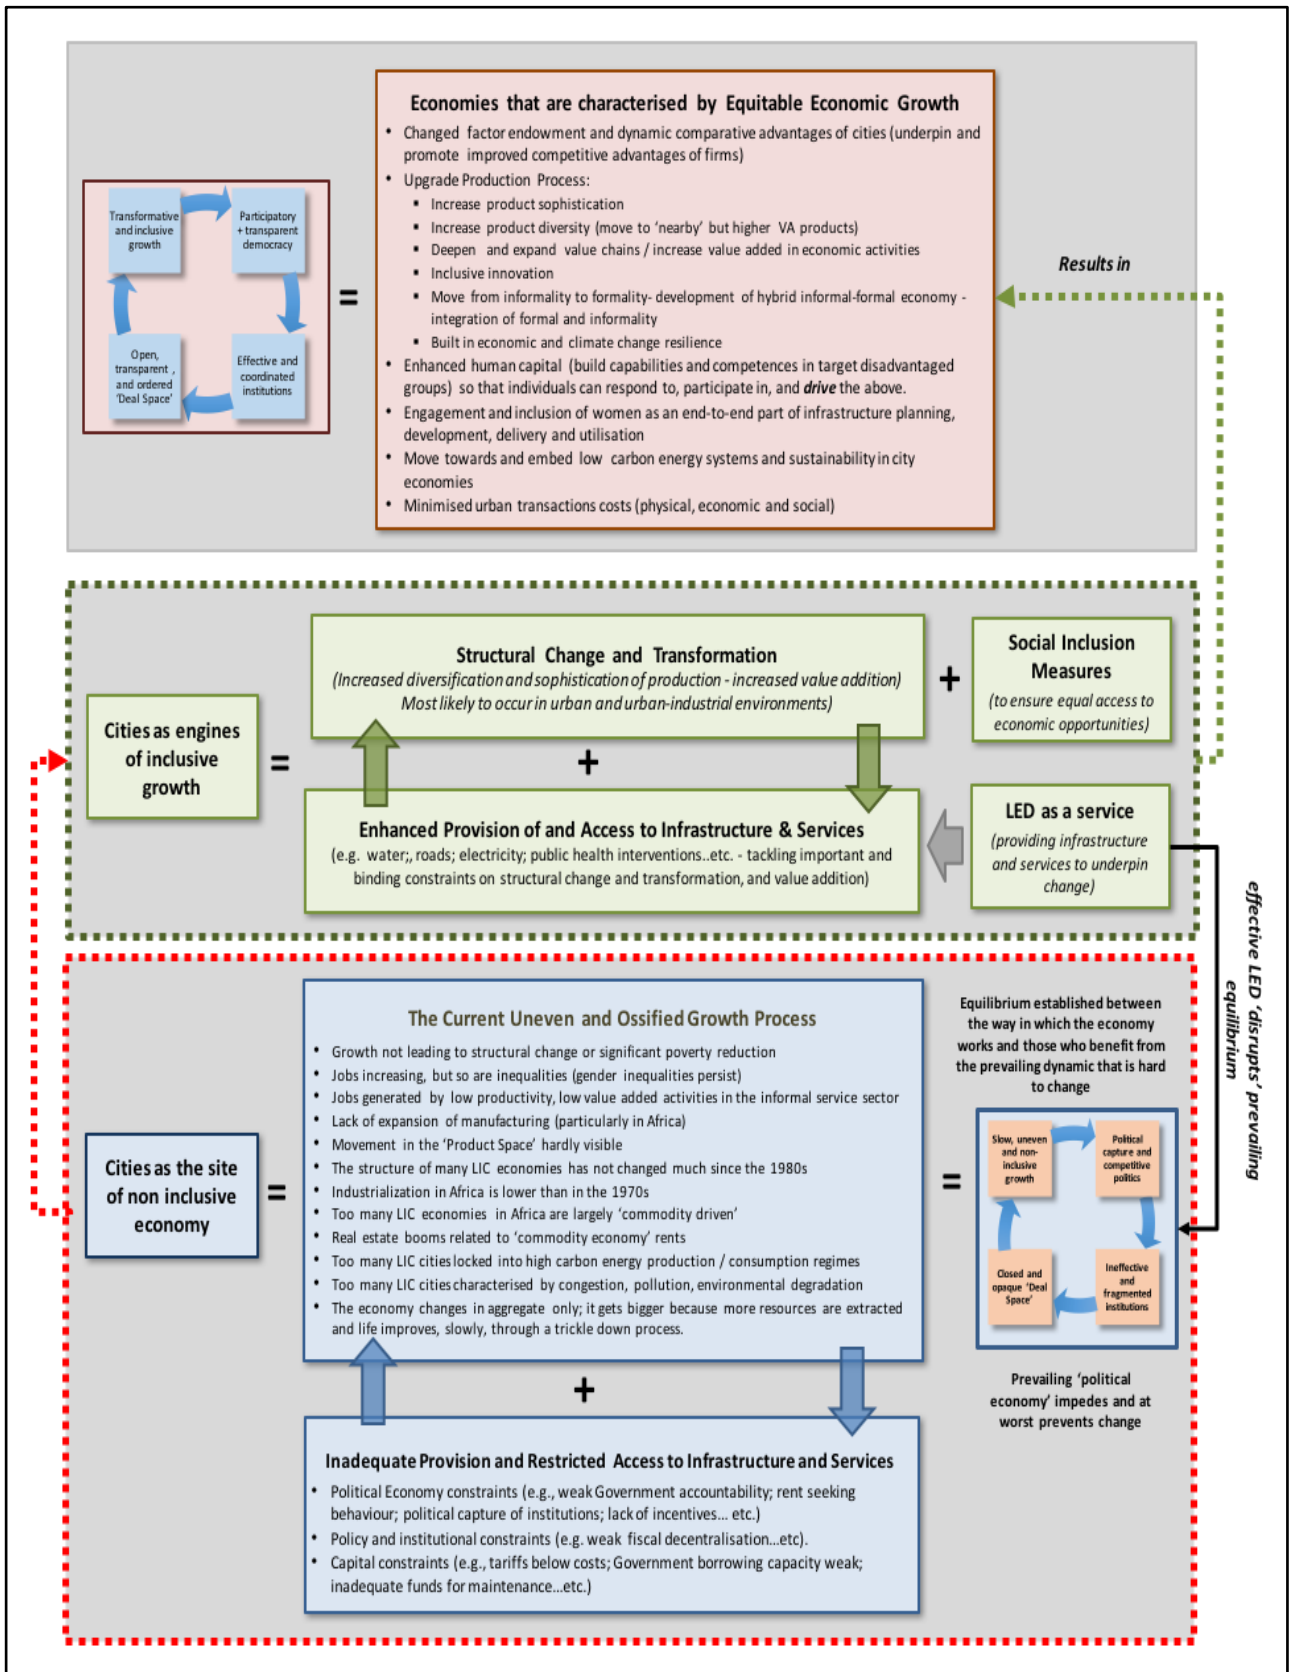 Economies that are characterised by Equitable Economic Growth
• Changed factor endowment and dynamic comparative advantages of cities (underpin and
promote improved competitive advantages of firms)
• Upgrade Production Process:
▪ Increase product sophistication
▪ Increase product diversity (move to ‘nearby’ but higher VA products)
▪ Deepen and expand value chains / increase value added in economic activities
▪ Inclusive innovation
▪ Move from informality to formality- development of hybrid informal-formal economy -
integration of formal and informality
▪ Built in economic and climate change resilience
• Enhanced human capital (build capabilities and competences in target disadvantaged
groups) so that individuals can respond to, participate in, and drive the above.
• Engagement and inclusion of women as an end-to-end part of infrastructure planning,
development, delivery and utilisation
• Move towards and embed low carbon energy systems and sustainability in city
economies
• Minimised urban transactions costs (physical, economic and social)
Transformative
and inclusive
growth
Participatory
+ transparent
democracy
Open,
transparent ,
and ordered
‘Deal Space’
Effective and
coordinated
institutions
=
Results in
Structural Change and Transformation
(Increased diversification and sophistication of production - increased value addition)
Most likely to occur in urban and urban-industrial environments)
+
Social Inclusion
Measures
(to ensure equal access to
economic opportunities)
Cities as engines
of inclusive
growth
=
+
Enhanced Provision of and Access to Infrastructure & Services
(e.g. water;, roads; electricity; public health interventions..etc. - tackling important and
binding constraints on structural change and transformation, and value addition)
LED as a service
(providing infrastructure
and services to underpin
change)
effective LED ‘disrupts’ prevailing
equilibrium
The Current Uneven and Ossified Growth Process
• Growth not leading to structural change or significant poverty reduction
• Jobs increasing, but so are inequalities (gender inequalities persist)
• Jobs generated by low productivity, low value added activities in the informal service sector
• Lack of expansion of manufacturing (particularly in Africa)
• Movement in the ‘Product Space’ hardly visible
• The structure of many LIC economies has not changed much since the 1980s
• Industrialization in Africa is lower than in the 1970s
• Too many LIC economies in Africa are largely ‘commodity driven’
• Real estate booms related to ‘commodity economy’ rents
• Too many LIC cities locked into high carbon energy production / consumption regimes
• Too many LIC cities characterised by congestion, pollution, environmental degradation
• The economy changes in aggregate only; it gets bigger because more resources are extracted
and life improves, slowly, through a trickle down process.
Cities as the site
of non inclusive
economy
=
=
Equilibrium established between
the way in which the economy
works and those who benefit from
the prevailing dynamic that is hard
to change
Slow, uneven
and non-
inclusive
growth
Political
capture and
competitive
politics
Closed and
opaque ‘Deal
Space’
Ineffective
and
fragmented
institutions
Prevailing ‘political
economy’ impedes and at
worst prevents change
+
Inadequate Provision and Restricted Access to Infrastructure and Services
• Political Economy constraints (e.g., weak Government accountability; rent seeking
behaviour; political capture of institutions; lack of incentives... etc.)
• Policy and institutional constraints (e.g. weak fiscal decentralisation...etc).
• Capital constraints (e.g., tariffs below costs; Government borrowing capacity weak;
inadequate funds for maintenance...etc.)